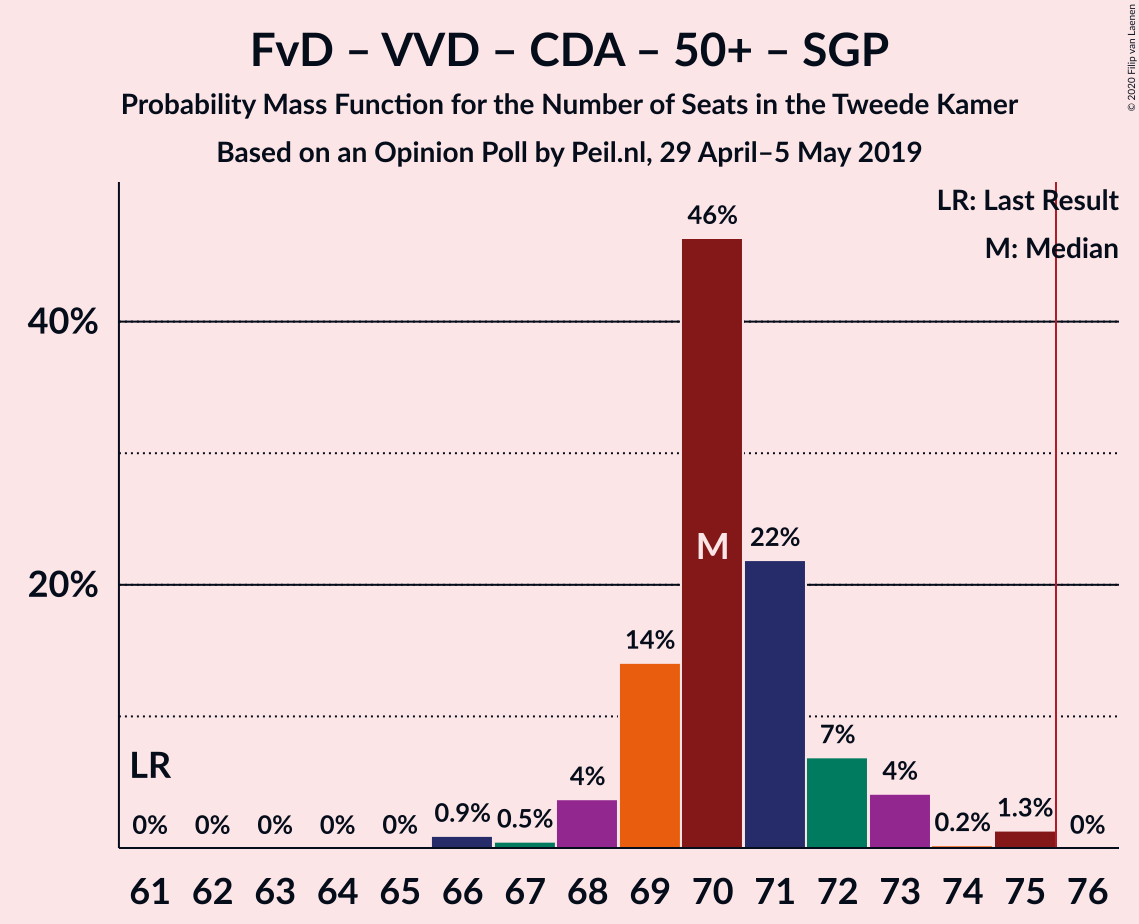 FvD – VVD – CDA – 50+ – SGP
Probability Mass Function for the Number of Seats in the Tweede Kamer
Based on an Opinion Poll by Peil.nl, 29 April–5 May 2019
© 2020 Filip van Laenen
LR: Last Result
M: Median
46%
40%
M
22%
20%
14%
LR
7%
4%
4%
0% 0% 0% 0% 0% 0.9% 0.5% 0.2% 1.3% 0%
61 62 63 64 65 66 67 68 69 70 71 72 73 74 75 76